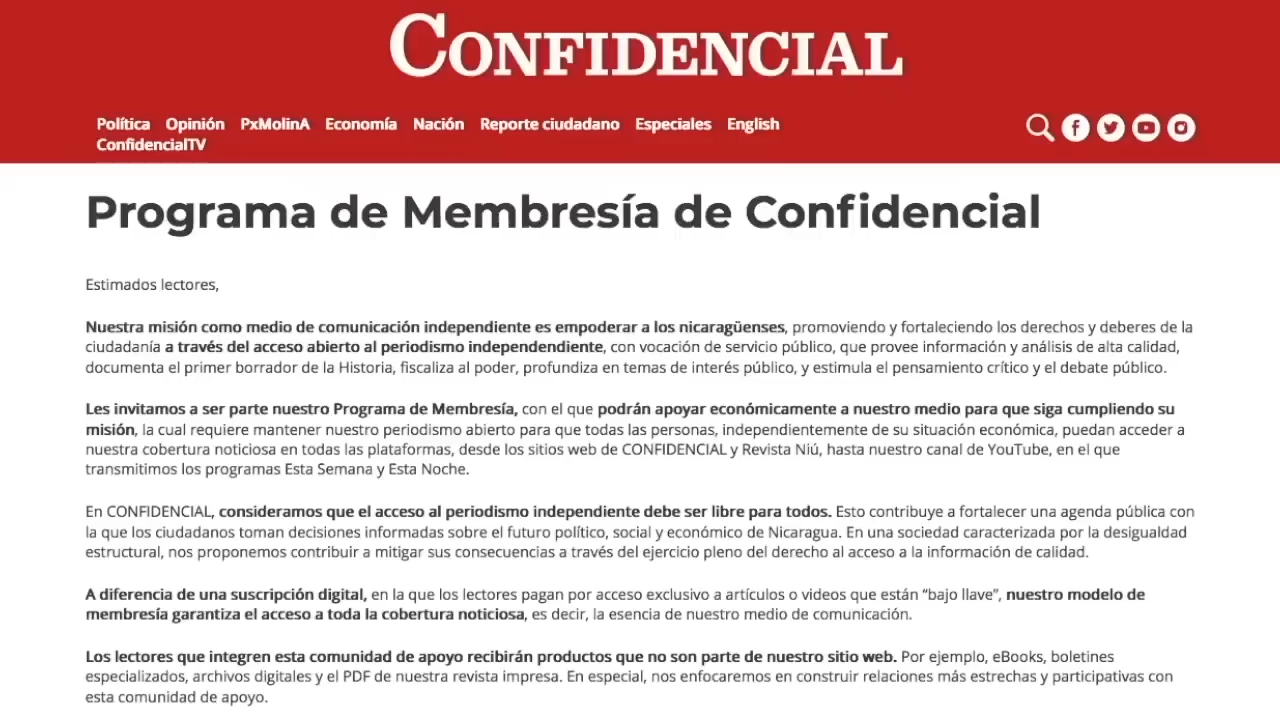 CONFIDENCIAL
Política Opinión PxMolinA Economía Nación Reporte ciudadano Especiales English
ConfidencialTV
Programa de Membresía de Confidencial
Estimados lectores,
Nuestra misión como medio de comunicación independiente es empoderar a los nicaragüenses, promoviendo y fortaleciendo los derechos y deberes de la
ciudadanía a través del acceso abierto al periodismo independendiente, con vocación de servicio público, que provee información y análisis de alta calidad,
documenta el primer borrador de la Historia, fiscaliza al poder, profundiza en temas de interés público, y estimula el pensamiento crítico y el debate público.
Les invitamos a ser parte nuestro Programa de Membresía, con el que podrán apoyar económicamente a nuestro medio para que siga cumpliendo su
misión, la cual requiere mantener nuestro periodismo abierto para que todas las personas, independientemente de su situación económica, puedan acceder a
nuestra cobertura noticiosa en todas las plataformas, desde los sitios web de CONFIDENCIAL y Revista Niú, hasta nuestro canal de YouTube, en el que
transmitimos los programas Esta Semana y Esta Noche.
En CONFIDENCIAL, consideramos que el acceso al periodismo independiente debe ser libre para todos. Esto contribuye a fortalecer una agenda pública con
la que los ciudadanos toman decisiones informadas sobre el futuro político, social y económico de Nicaragua. En una sociedad caracterizada por la desigualdad
estructural, nos proponemos contribuir a mitigar sus consecuencias a través del ejercicio pleno del derecho al acceso a la información de calidad.
A diferencia de una suscripción digital, en la que los lectores pagan por acceso exclusivo a artículos o videos que están “bajo llave”, nuestro modelo de
membresía garantiza el acceso a toda la cobertura noticiosa, es decir, la esencia de nuestro medio de comunicación.
Los lectores que integren esta comunidad de apoyo recibirán productos que no son parte de nuestro sitio web. Por ejemplo, eBooks, boletines
especializados, archivos digitales y el PDF de nuestra revista impresa. En especial, nos enfocaremos en construir relaciones más estrechas y participativas con
esta comunidad de apoyo.